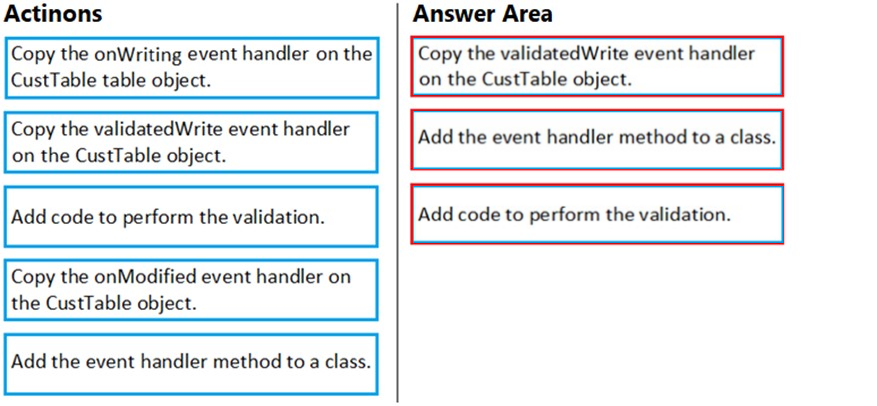 Actinons
Copy the onWriting event handler on the
CustTable table object.
Copy the validatedWrite event handler
on the CustTable object.
Add code to perform the validation.
Copy the onModified event handler on
the CustTable object.
Add the event handler method to a class.
Answer Area
Copy the validatedWrite event handler
on the CustTable object.
Add the event handler method to a class.
Add code to perform the validation.